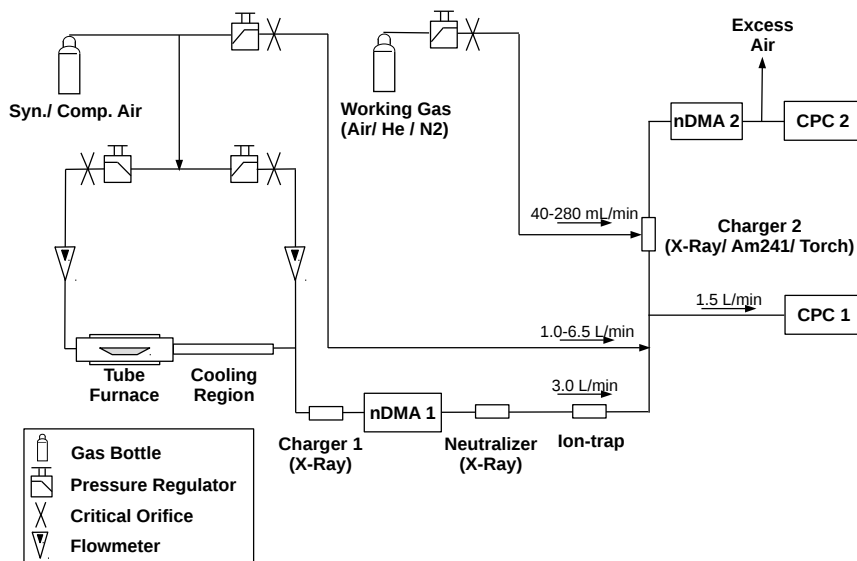 Excess
Air
Syn./ Comp. Air
Working Gas
(Air/ He / N2)
nDMA 2
CPC 2
40-280 mL/min
Charger 2
(X-Ray/ Am241/ Torch)
1.5 L/min
CPC 1
1.0-6.5 L/min
Tube
Furnace
Cooling
Region
3.0 L/min
nDMA 1
Charger 1
(X-Ray)
Neutralizer
(X-Ray)
Ion-trap
Gas Bottle
Pressure Regulator
Critical Orifice
Flowmeter